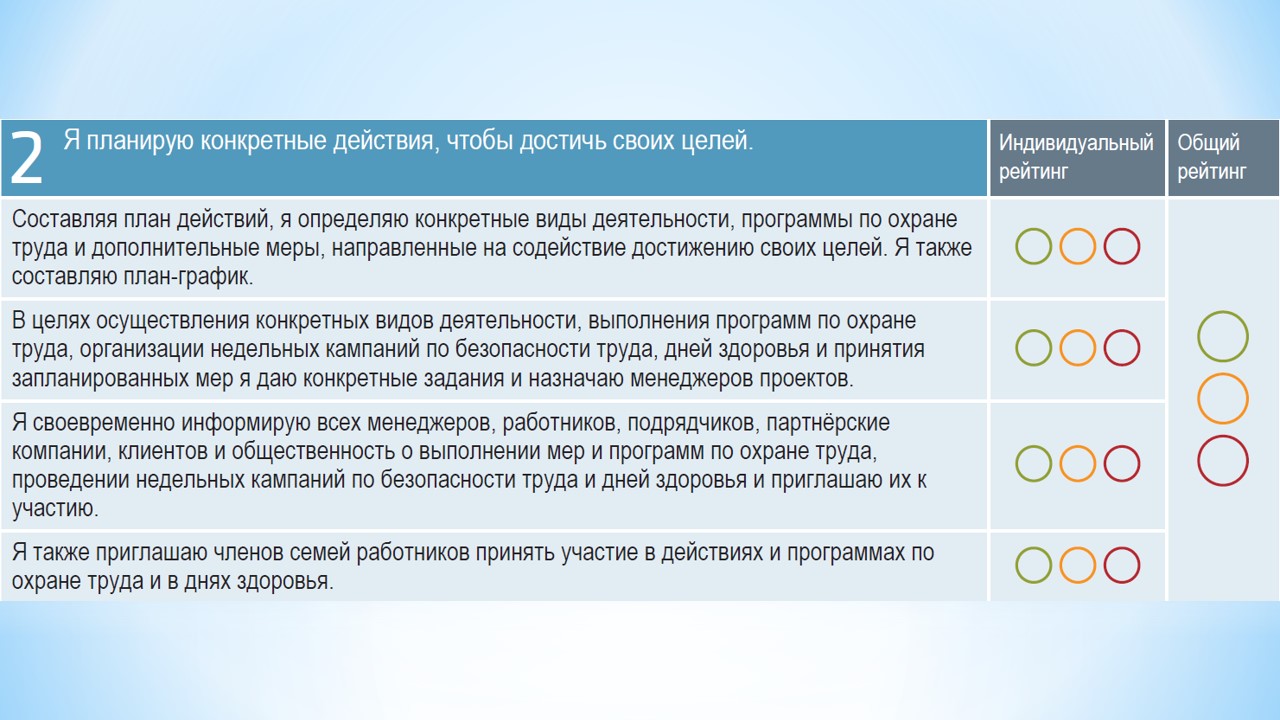 2
Я планирую конкретные действия, чтобы достичь своих целей.
Индивидуальный
рейтинг
Общий
рейтинг
Составляя план действий, я определяю конкретные виды деятельности, программы по охране
труда и дополнительные меры, направленные на содействие достижению своих целей. Я также
составляю план-график.
В целях осуществления конкретных видов деятельности, выполнения программ по охране
труда, организации недельных кампаний по безопасности труда, дней здоровья и принятия
запланированных мер я даю конкретные задания и назначаю менеджеров проектов.
Я своевременно информирую всех менеджеров, работников, подрядчиков, партнёрские
компании, клиентов и общественность о выполнении мер и программ по охране труда,
проведении недельных кампаний по безопасности труда и дней здоровья и приглашаю их к
участию.
Я также приглашаю членов семей работников принять участие в действиях и программах по
охране труда и в днях здоровья.